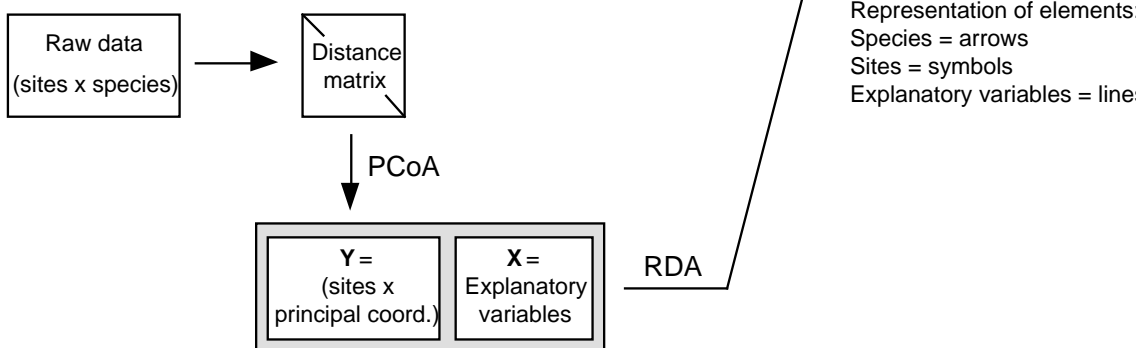 Raw data
(sites x species)
Distance
matrix
Representation of elements:
Species = arrows
Sites = symbols
Explanatory variables = lines
PCoA
Y =
(sites x
principal coord.)
X =
Explanatory
variables
RDA